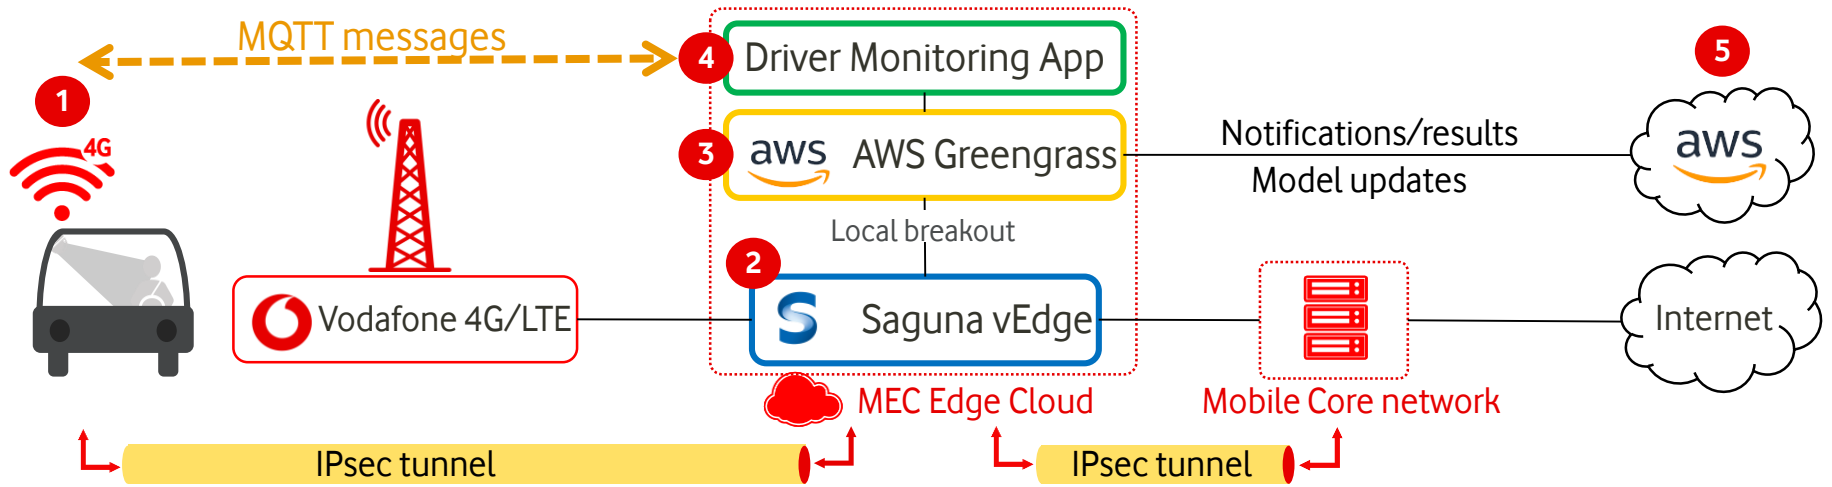 MQTT messages
1
4G
Vodafone 4G/LTE
4
Driver Monitoring App
3
aws
AWS Greengrass
Local breakout
2
S
Saguna vEdge
MEC Edge Cloud
Notifications/results
Model updates
5
aws
Internet
Mobile Core network
IPsec tunnel
IPsec tunnel